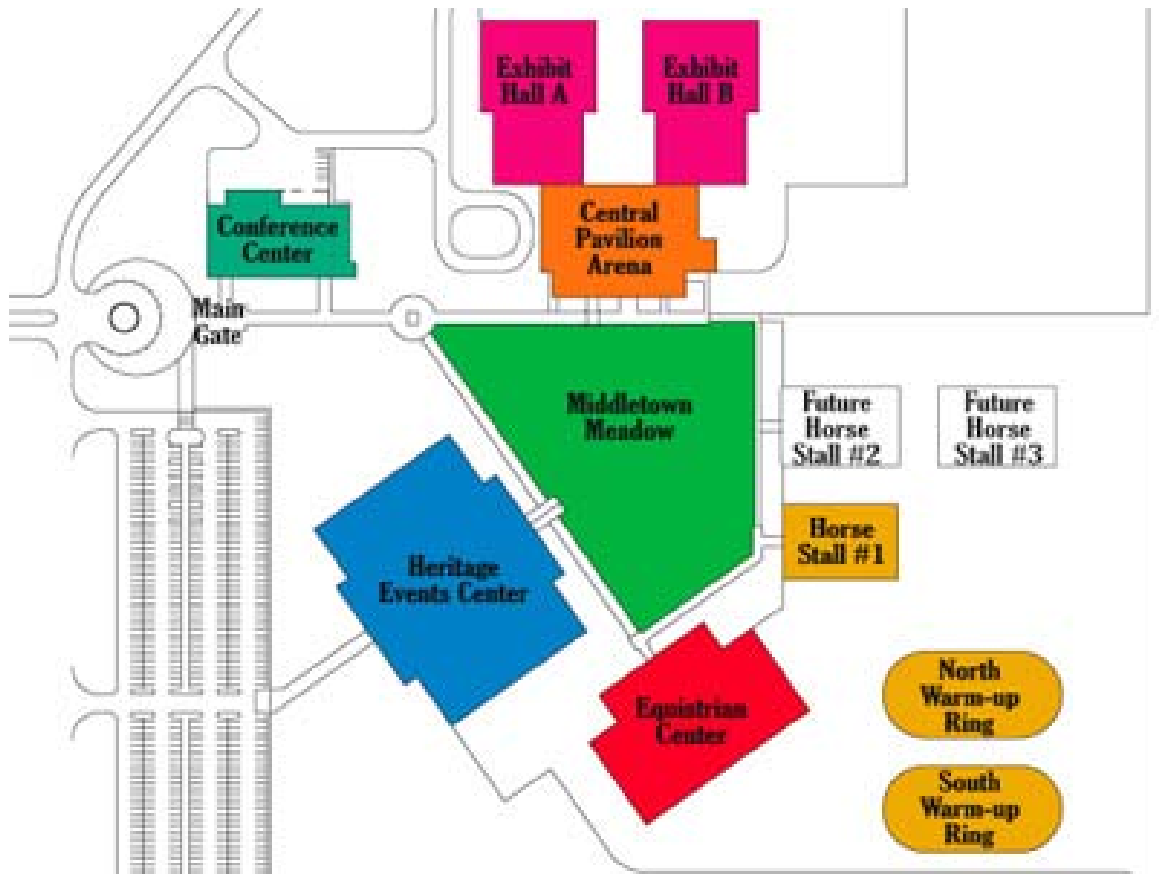 Exhibit
Hall A
Exhibit
Hall B
Central
Pavilion
Arena
Conference
Center
Main
Gate
Middletown
Meadow
Future
Horse
Stall #2
Future
Horse
Stall #3
Horse
Stall #1
Heritage
Events Center
Equistrian
Center
North
Warm-up
Ring
South
Warm-up
Ring